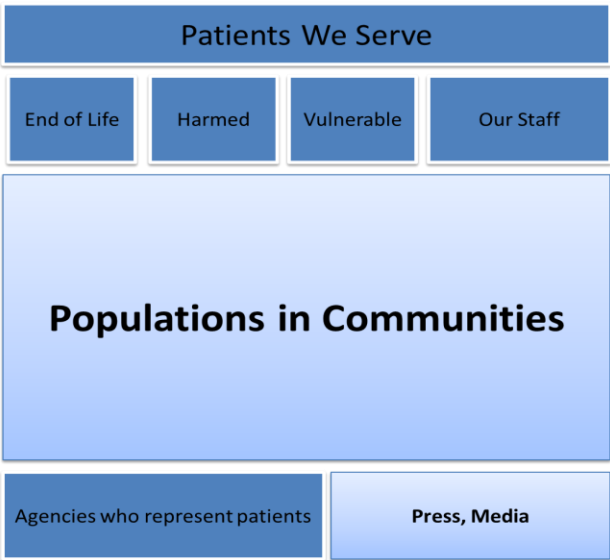 Patients We Serve
End of Life
Harmed
Vulnerable
Our Staff
Populations in Communities
Agencies who represent patients
Press, Media